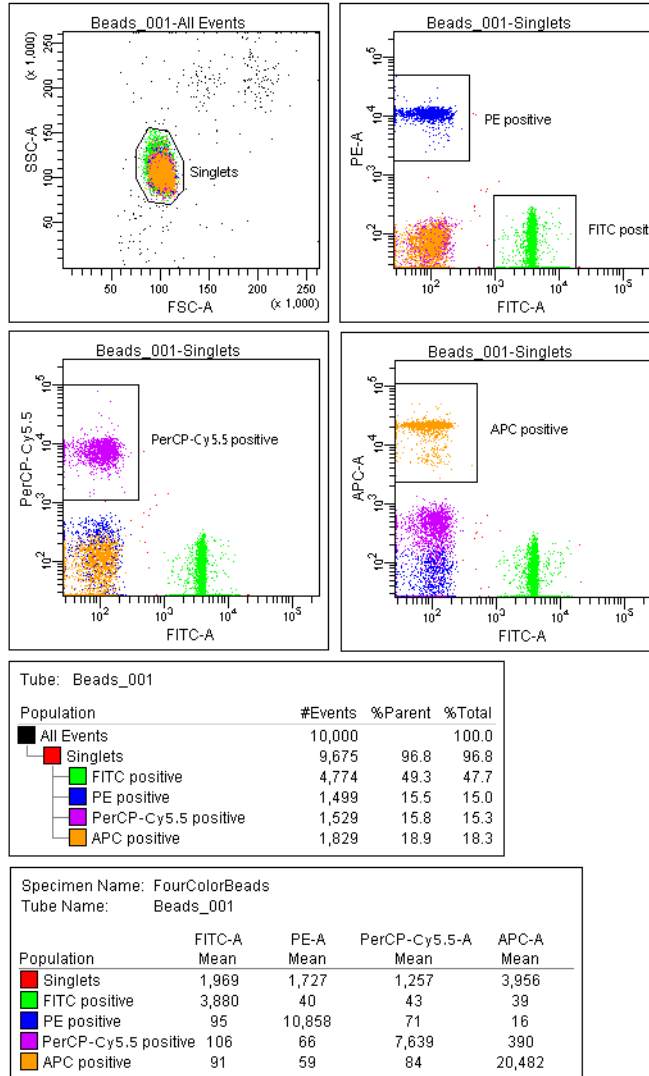 Beads_001-All Events
(x 1,000)
250
200
150
100
50
SSC-A
Singlets
50 100 150 200 250
(x 1,000)
FSC-A
Beads_001-Singlets
10^5
10^4
10^3
10^2
PE-A
PE positive
FITC posit
10^2 10^3 10^4 10^5
FITC-A
Beads_001-Singlets
10^5
10^4
10^3
10^2
PerCP-Cy5.5
PerCP-Cy5.5 positive
10^2 10^3 10^4 10^5
FITC-A
Beads_001-Singlets
10^5
10^4
10^3
10^2
APC-A
APC positive
10^2 10^3 10^4 10^5
FITC-A
Tube: Beads_001
Population #Events %Parent %Total
All Events 10,000 100.0
Singlets 9,675 96.8 96.8
FITC positive 4,774 49.3 47.7
PE positive 1,499 15.5 15.0
PerCP-Cy5.5 positive 1,529 15.8 15.3
APC positive 1,829 18.9 18.3
Specimen Name: FourColorBeads
Tube Name: Beads_001
FITC-A PE-A PerCP-Cy5.5-A APC-A
Population Mean Mean Mean Mean
Singlets 1,969 1,727 1,257 3,956
FITC positive 3,880 40 43 39
PE positive 95 10,858 71 16
PerCP-Cy5.5 positive 106 66 7,639 390
APC positive 91 59 84 20,482